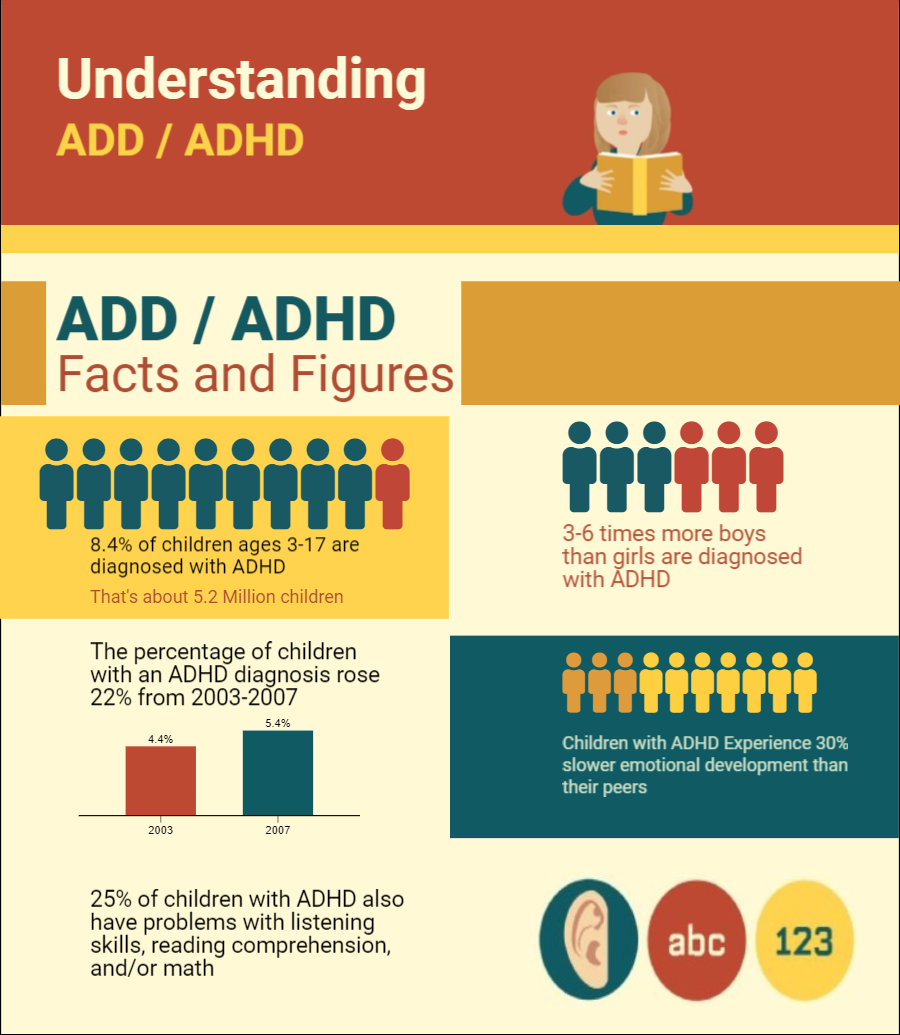 Understanding
ADD / ADHD
ADD / ADHD
Facts and Figures
8.4% of children ages 3-17 are
diagnosed with ADHD
That's about 5.2 Million children
3-6 times more boys
than girls are diagnosed
with ADHD
The percentage of children
with an ADHD diagnosis rose
22% from 2003-2007
4.4%
5.4%
2003
2007
Children with ADHD Experience 30%
slower emotional development than
their peers
25% of children with ADHD also
have problems with listening
skills, reading comprehension,
and/or math
abc
123